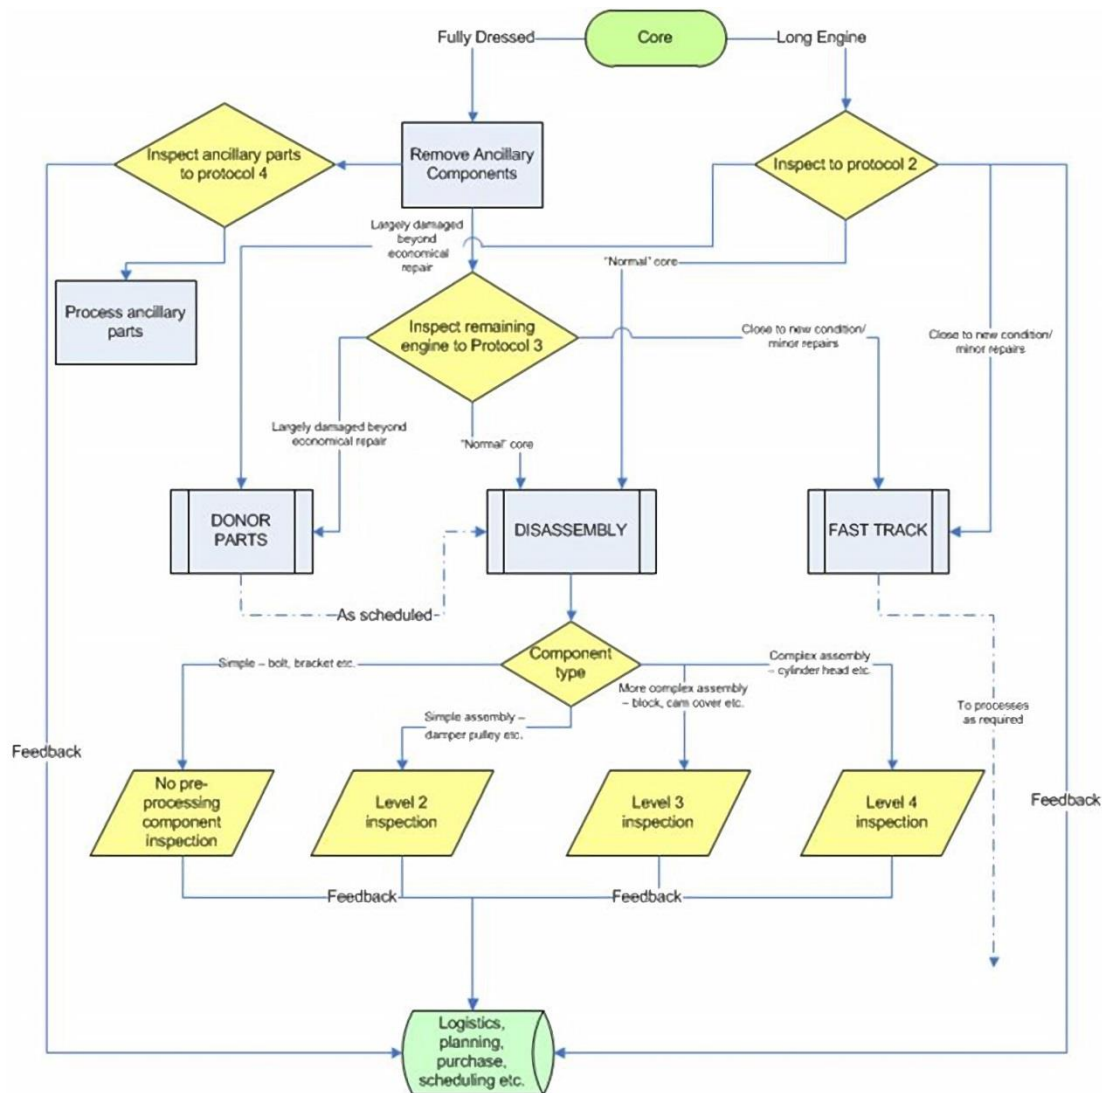 Fully Dressed
Core
Long Engine
Inspect ancillary parts
to protocol 4
Remove Ancillary
Components
Inspect to protocol 2
Largely damaged
beyond
economical
repair
"Normal" core
Process ancillary
parts
Inspect remaining
engine to Protocol 3
Close to new condition/
minor repairs
Close to new condition/
minor repairs
Largely damaged beyond
economical repair
"Normal" core
DONOR
PARTS
DISASSEMBLY
FAST TRACK
As scheduled
Component
type
Simple – bolt, bracket etc.
Simple assembly –
damper pulley etc.
More complex assembly
– block, cam cover etc.
Complex assembly
– cylinder head etc.
To processes
as required
Feedback
No pre-
processing
component
inspection
Level 2
inspection
Level 3
inspection
Level 4
inspection
Feedback
Feedback
Feedback
Logistics,
planning,
purchase,
scheduling etc.